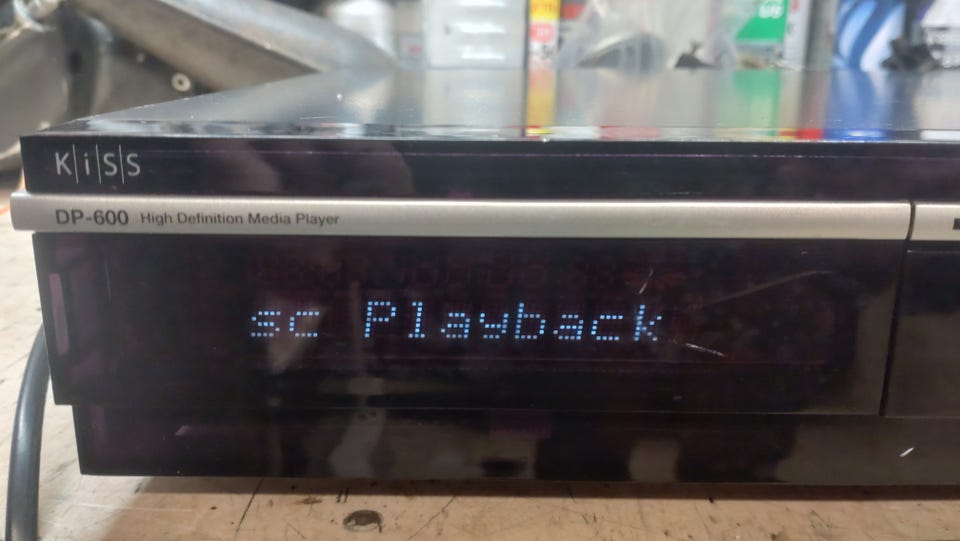 K|i|S|S
DP-600 High Definition Media Player
sc Playback